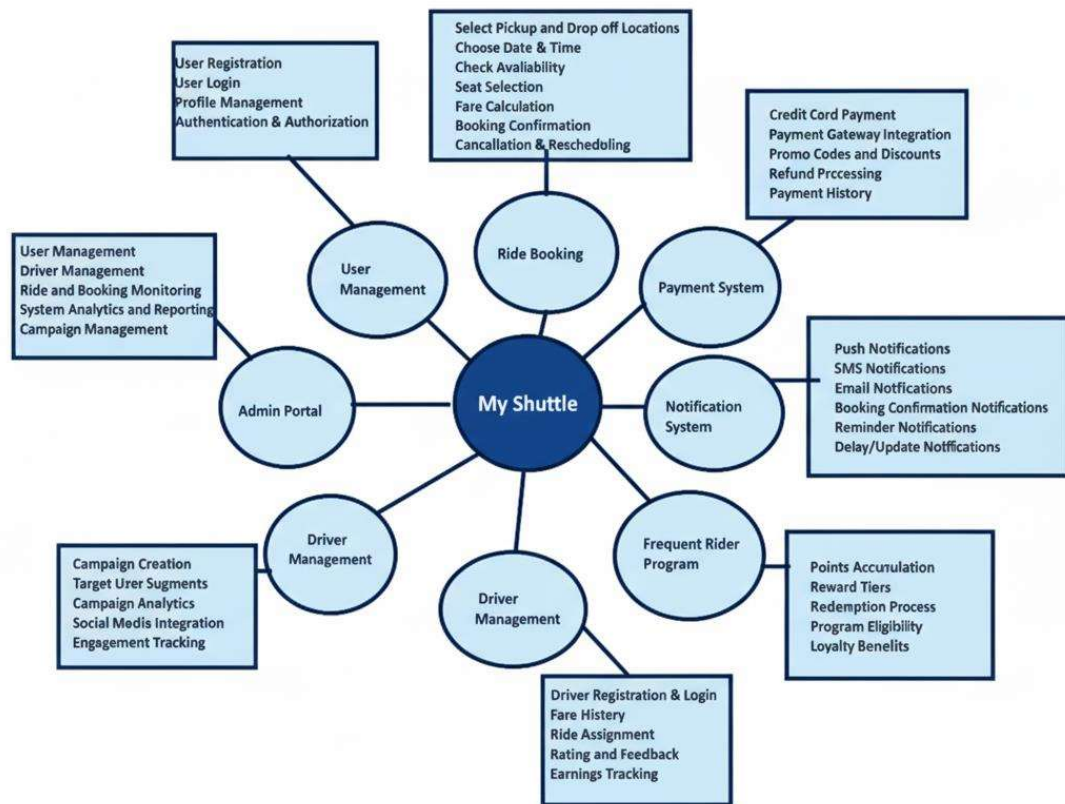 Select Pickup and Drop off Locations
Choose Date & Time
Check Avaliability
Seat Selection
Fare Calculation
Booking Confirmation
Cancallation & Reschedoling
User Registration
User Login
Profile Management
Authentication & Authorization
Credit Cord Payment
Payment Gateway Integration
Promo Codes and Discounts
Refund Prccessing
Payment History
User Management
Driver Management
Ride and Booking Monitoring
System Analytics and Reporting
Campaign Management
User
Management
Ride Booking
Payment System
Admin Portal
My Shuttle
Notification
System
Push Notifications
SMS Notifications
Email Notfications
Booking Confirmation Notifications
Reminder Notifications
Delay/Update Notffications
Driver
Management
Campaign Creation
Target Urer Sugments
Campaign Analytics
Social Medis Integration
Engagement Tracking
Driver
Management
Frequent Rider
Program
Points Accunulation
Reward Tiers
Redemption Process
Program Eligibility
Loyalty Benefits
Driver Registration & Login
Fare Histery
Ride Assignment
Rating and Feedback
Earnings Tracking